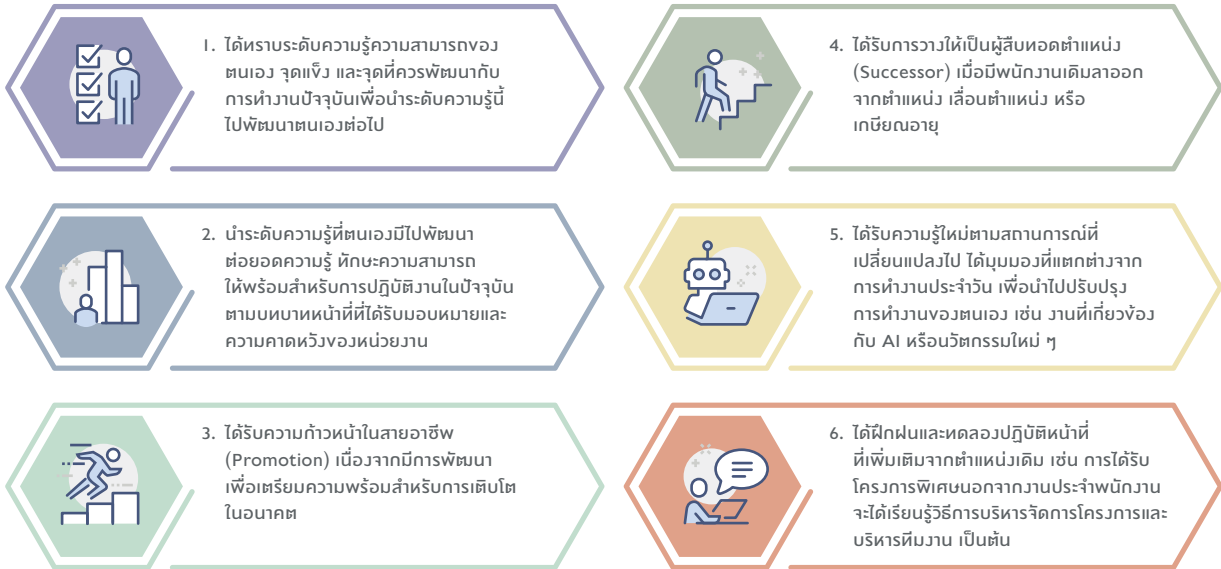 1. ได้ทราบระดับความรู้ความสามารถของ
ตนเอง จุดแข็ง และจุดที่ควรพัฒนากับ
การทำงานปัจจุบันเพื่อนำระดับความรู้นี้
ไปพัฒนาตนเองต่อไป
2. นำระดับความรู้ที่ตนเองมีไปพัฒนา
ต่อยอดความรู้ ทักษะความสามารถ
ให้พร้อมสำหรับการปฏิบัติงานในปัจจุบัน
ตามบทบาทหน้าที่ที่ได้รับมอบหมายและ
ความคาดหวังของหน่วยงาน
3. ได้รับความก้าวหน้าในสายอาชีพ
(Promotion) เนื่องจากมีการพัฒนา
เพื่อเตรียมความพร้อมสำหรับการเติบโต
ในอนาคต
4. ได้รับการวางให้เป็นผู้สืบทอดตำแหน่ง
(Successor) เมื่อมีพนักงานเดิมลาออก
จากตำแหน่ง เลื่อนตำแหน่ง หรือ
เกษียณอายุ
5. ได้รับความรู้ใหม่ตามสถานการณ์ที่
เปลี่ยนแปลงไป ได้มุมมองที่แตกต่างจาก
การทำงานประจำวัน เพื่อนำไปปรับปรุง
การทำงานของตนเอง เช่น งานที่เกี่ยวข้อง
กับ AI หรือนวัตกรรมใหม่ ๆ
6. ได้ฝึกฝนและทดลองปฏิบัติหน้าที่
ที่เพิ่มเติมจากตำแหน่งเดิม เช่น การได้รับ
โครงการพิเศษนอกจากงานประจำพนักงาน
จะได้เรียนรู้วิธีการบริหารจัดการโครงการและ
บริหารทีมงาน เป็นต้น